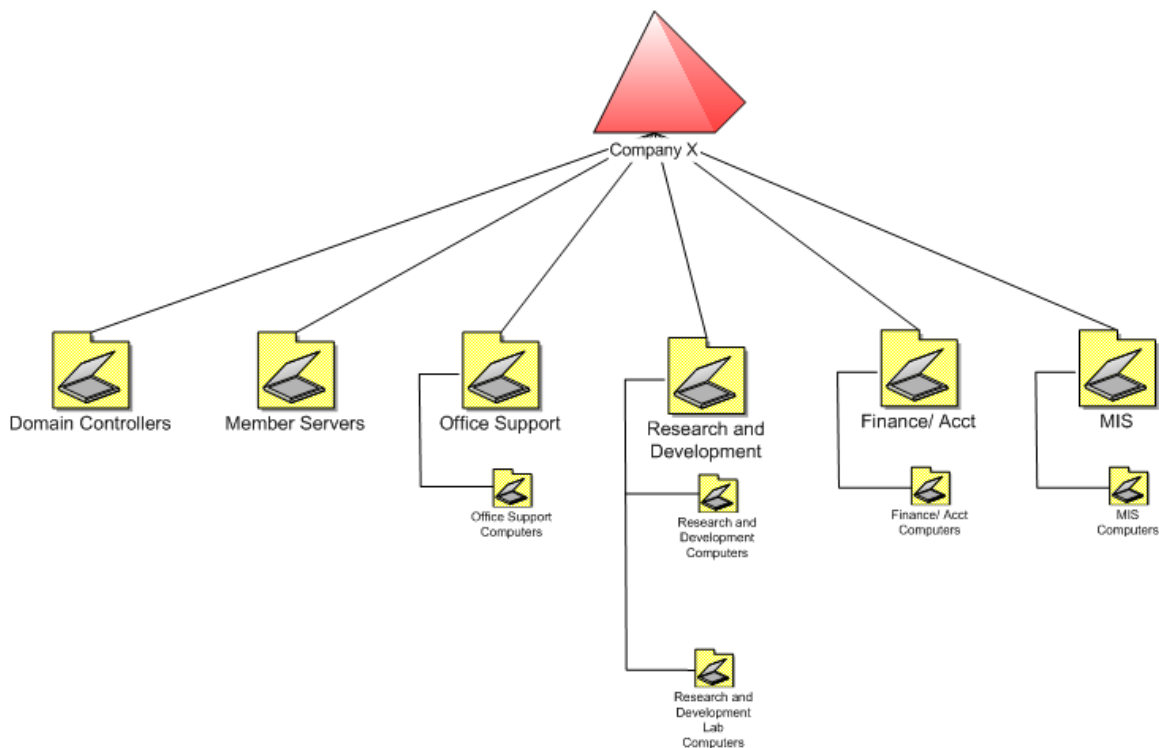 Company X
Domain Controllers
Member Servers
Office Support
Research and
Development
Finance/ Acct
MIS
Office Support
Computers
Research and
Development
Computers
Finance/ Acct
Computers
MIS
Computers
Research and
Development
Lab
Computers